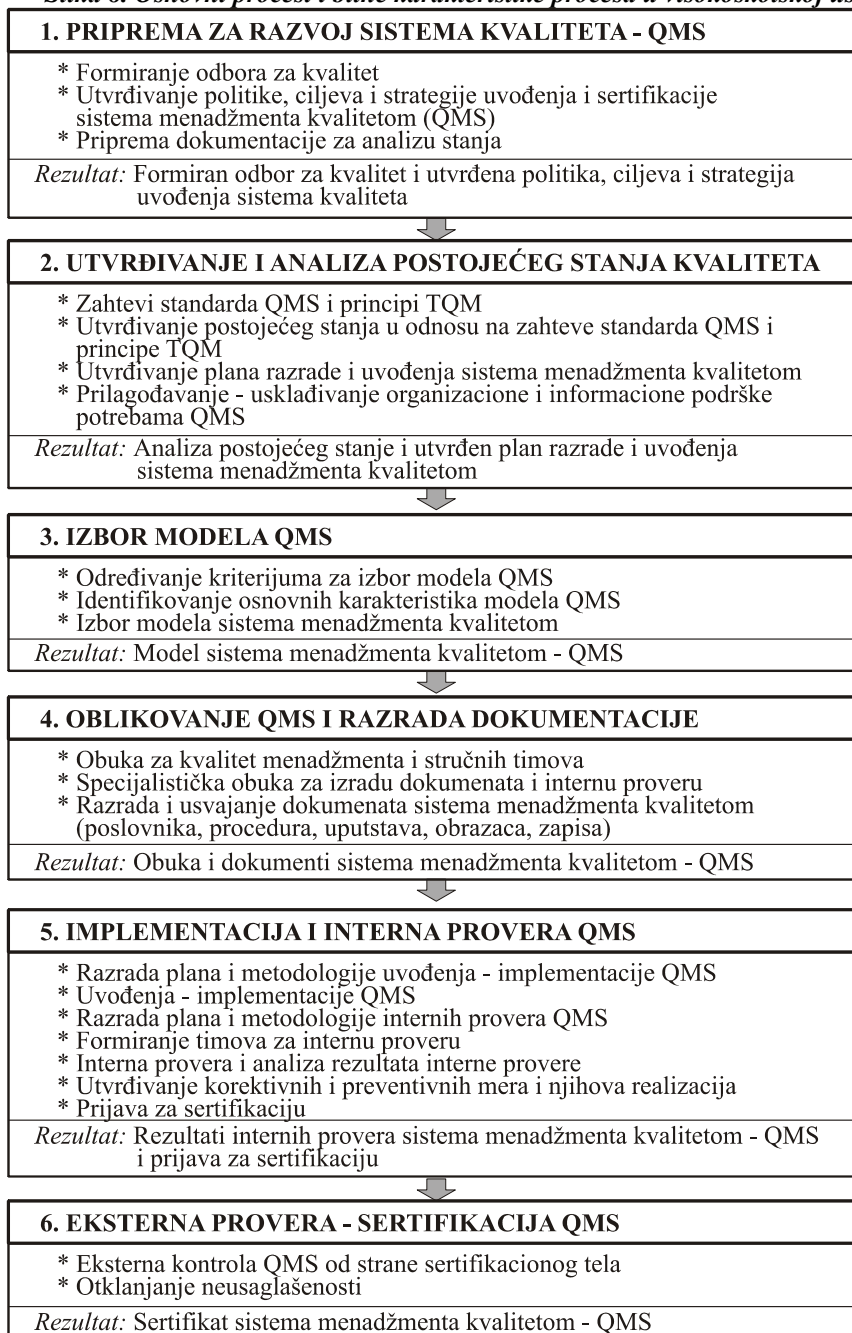 1. PRIPREMA ZA RAZVOJ SISTEMA KVALITETA - QMS
* Formiranje odbora za kvalitet
* Utvrđivanje politike, ciljeva i strategije uvođenja i sertifikacije
sistema menadžmenta kvalitetom (QMS)
* Priprema dokumentacije za analizu stanja
Rezultat: Formiran odbor za kvalitet i utvrđena politika, ciljeva i strategija
uvođenja sistema kvaliteta
2. UTVRĐIVANJE I ANALIZA POSTOJEĆEG STANJA KVALITETA
* Zahtevi standarda QMS i principi TQM
* Utvrđivanje postojećeg stanja u odnosu na zahteve standarda QMS i
principe TQM
* Utvrđivanje plana razrade i uvođenja sistema menadžmenta kvalitetom
* Prilagođavanje - usklađivanje organizacione i informacione podrške
potrebama QMS
Rezultat: Analiza postojećeg stanje i utvrđen plan razrade i uvođenja
sistema menadžmenta kvalitetom
3. IZBOR MODELA QMS
* Određivanje kriterijuma za izbor modela QMS
* Identifikovanje osnovnih karakteristika modela QMS
* Izbor modela sistema menadžmenta kvalitetom
Rezultat: Model sistema menadžmenta kvalitetom - QMS
4. OBLIKOVANJE QMS I RAZRADA DOKUMENTACIJE
* Obuka za kvalitet menadžmenta i stručnih timova
* Specijalistička obuka za izradu dokumenata i internu proveru
* Razrada i usvajanje dokumenata sistema menadžmenta kvalitetom
(poslovnika, procedura, uputstava, obrazaca, zapisa)
Rezultat: Obuka i dokumenti sistema menadžmenta kvalitetom - QMS
5. IMPLEMENTACIJA I INTERNA PROVERA QMS
* Razrada plana i metodologije uvođenja - implementacije QMS
* Uvođenja - implementacije QMS
* Razrada plana i metodologije internih provera QMS
* Formiranje timova za internu proveru
* Interna provera i analiza rezultata interne provere
* Utvrđivanje korektivnih i preventivnih mera i njihova realizacija
* Prijava za sertifikaciju
Rezultat: Rezultati internih provera sistema menadžmenta kvalitetom - QMS
i prijava za sertifikaciju
6. EKSTERNA PROVERA - SERTIFIKACIJA QMS
* Eksterna kontrola QMS od strane sertifikacionog tela
* Otklanjanje neusaglašenosti
Rezultat: Sertifikat sistema menadžmenta kvalitetom - QMS